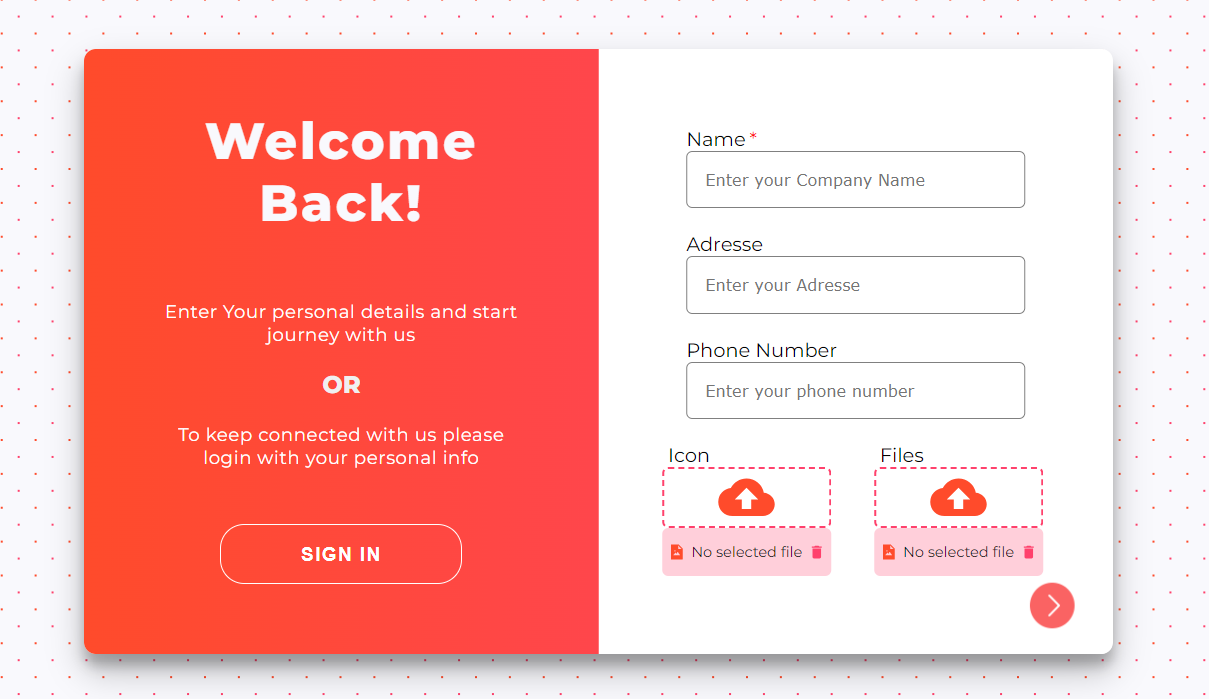 Welcome
Back!
Enter Your personal details and start
journey with us
OR
To keep connected with us please
login with your personal info
SIGN IN
Name *
Enter your Company Name
Adresse
Enter your Adresse
Phone Number
Enter your phone number
Icon
Files
No selected file
No selected file